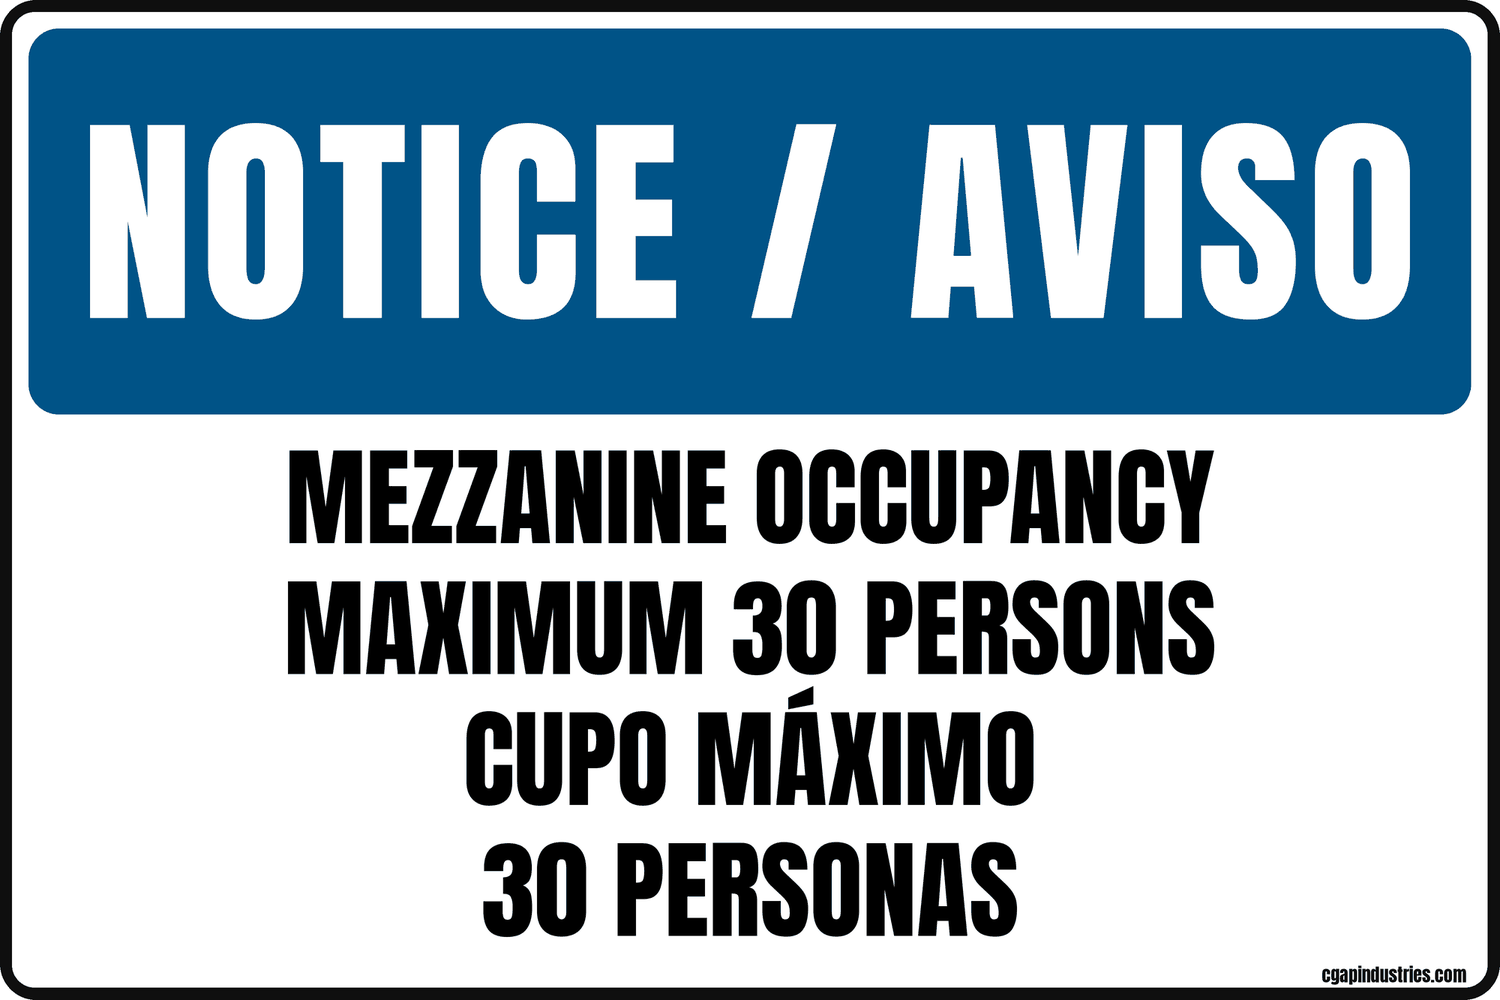 NOTICE / AVISO
MEZZANINE OCCUPANCY
MAXIMUM 30 PERSONS
CUPO MÁXIMO
30 PERSONAS
cgapindustries.com